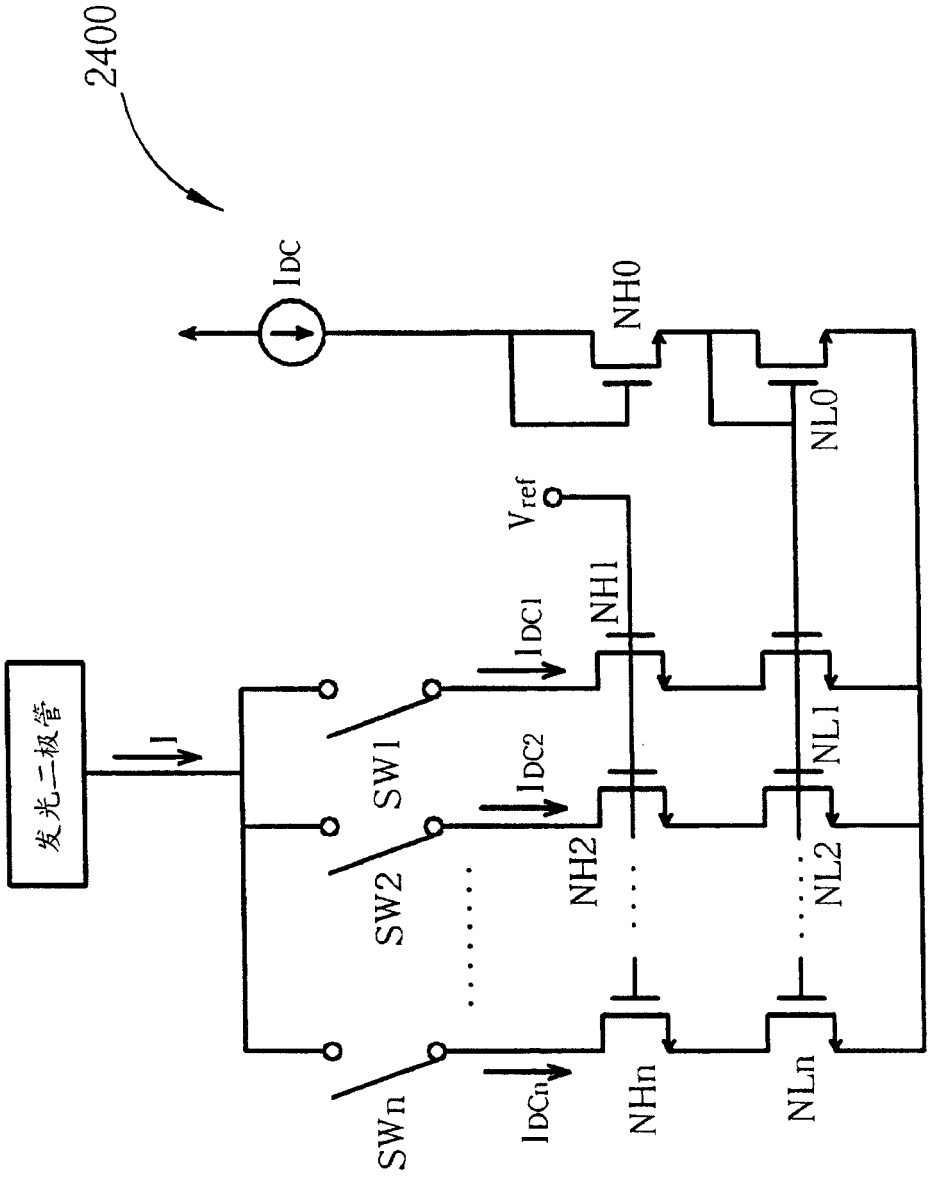 2400
IDC
NH0
NL0
Vref
NH1
IDC1
SW1
NL1
发光二极管
I
IDC2
NH2
SW2
NL2
......
......
......
IDCn
SWn
NHn
NLn